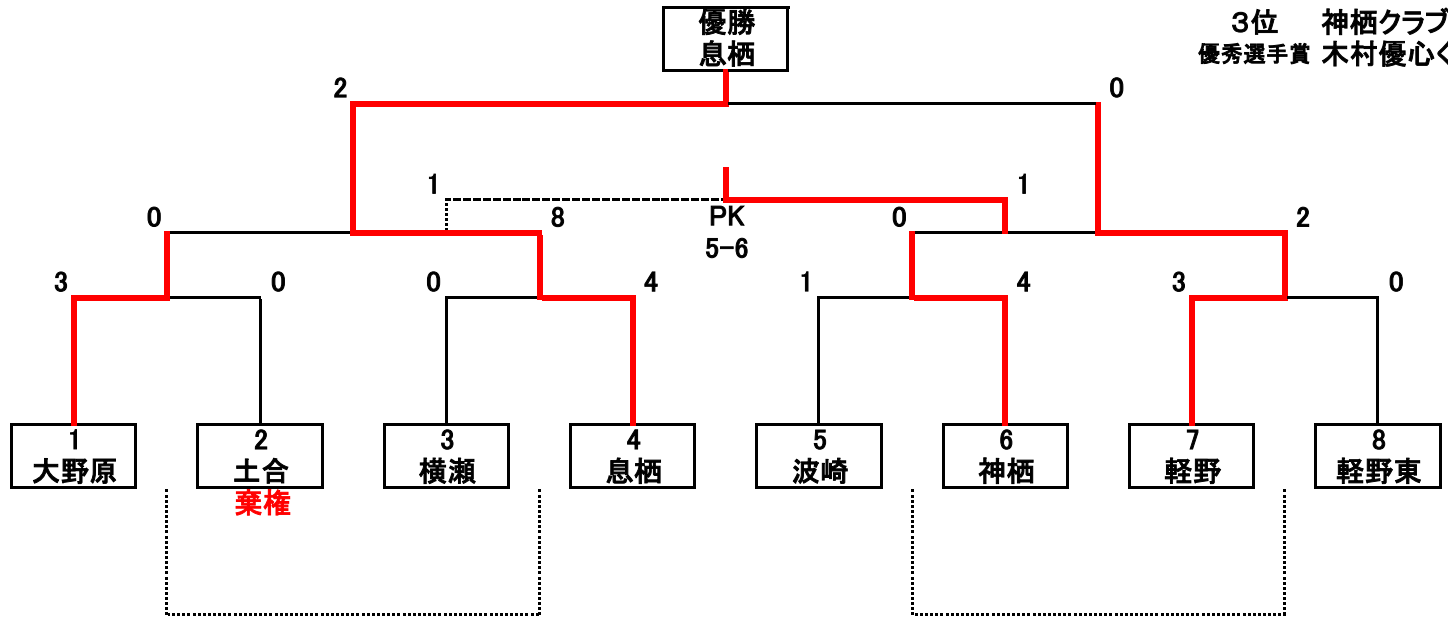 優勝
息栖
3位 神栖クラブ
優秀選手賞 木村優心く
2 0
1 1
0 8 PK 0 2
5-6
3 0 0 4 1 4 3 0
1 2 3 4 5 6 7 8
大野原 土合 横瀬 息栖 波崎 神栖 軽野 軽野東
棄権